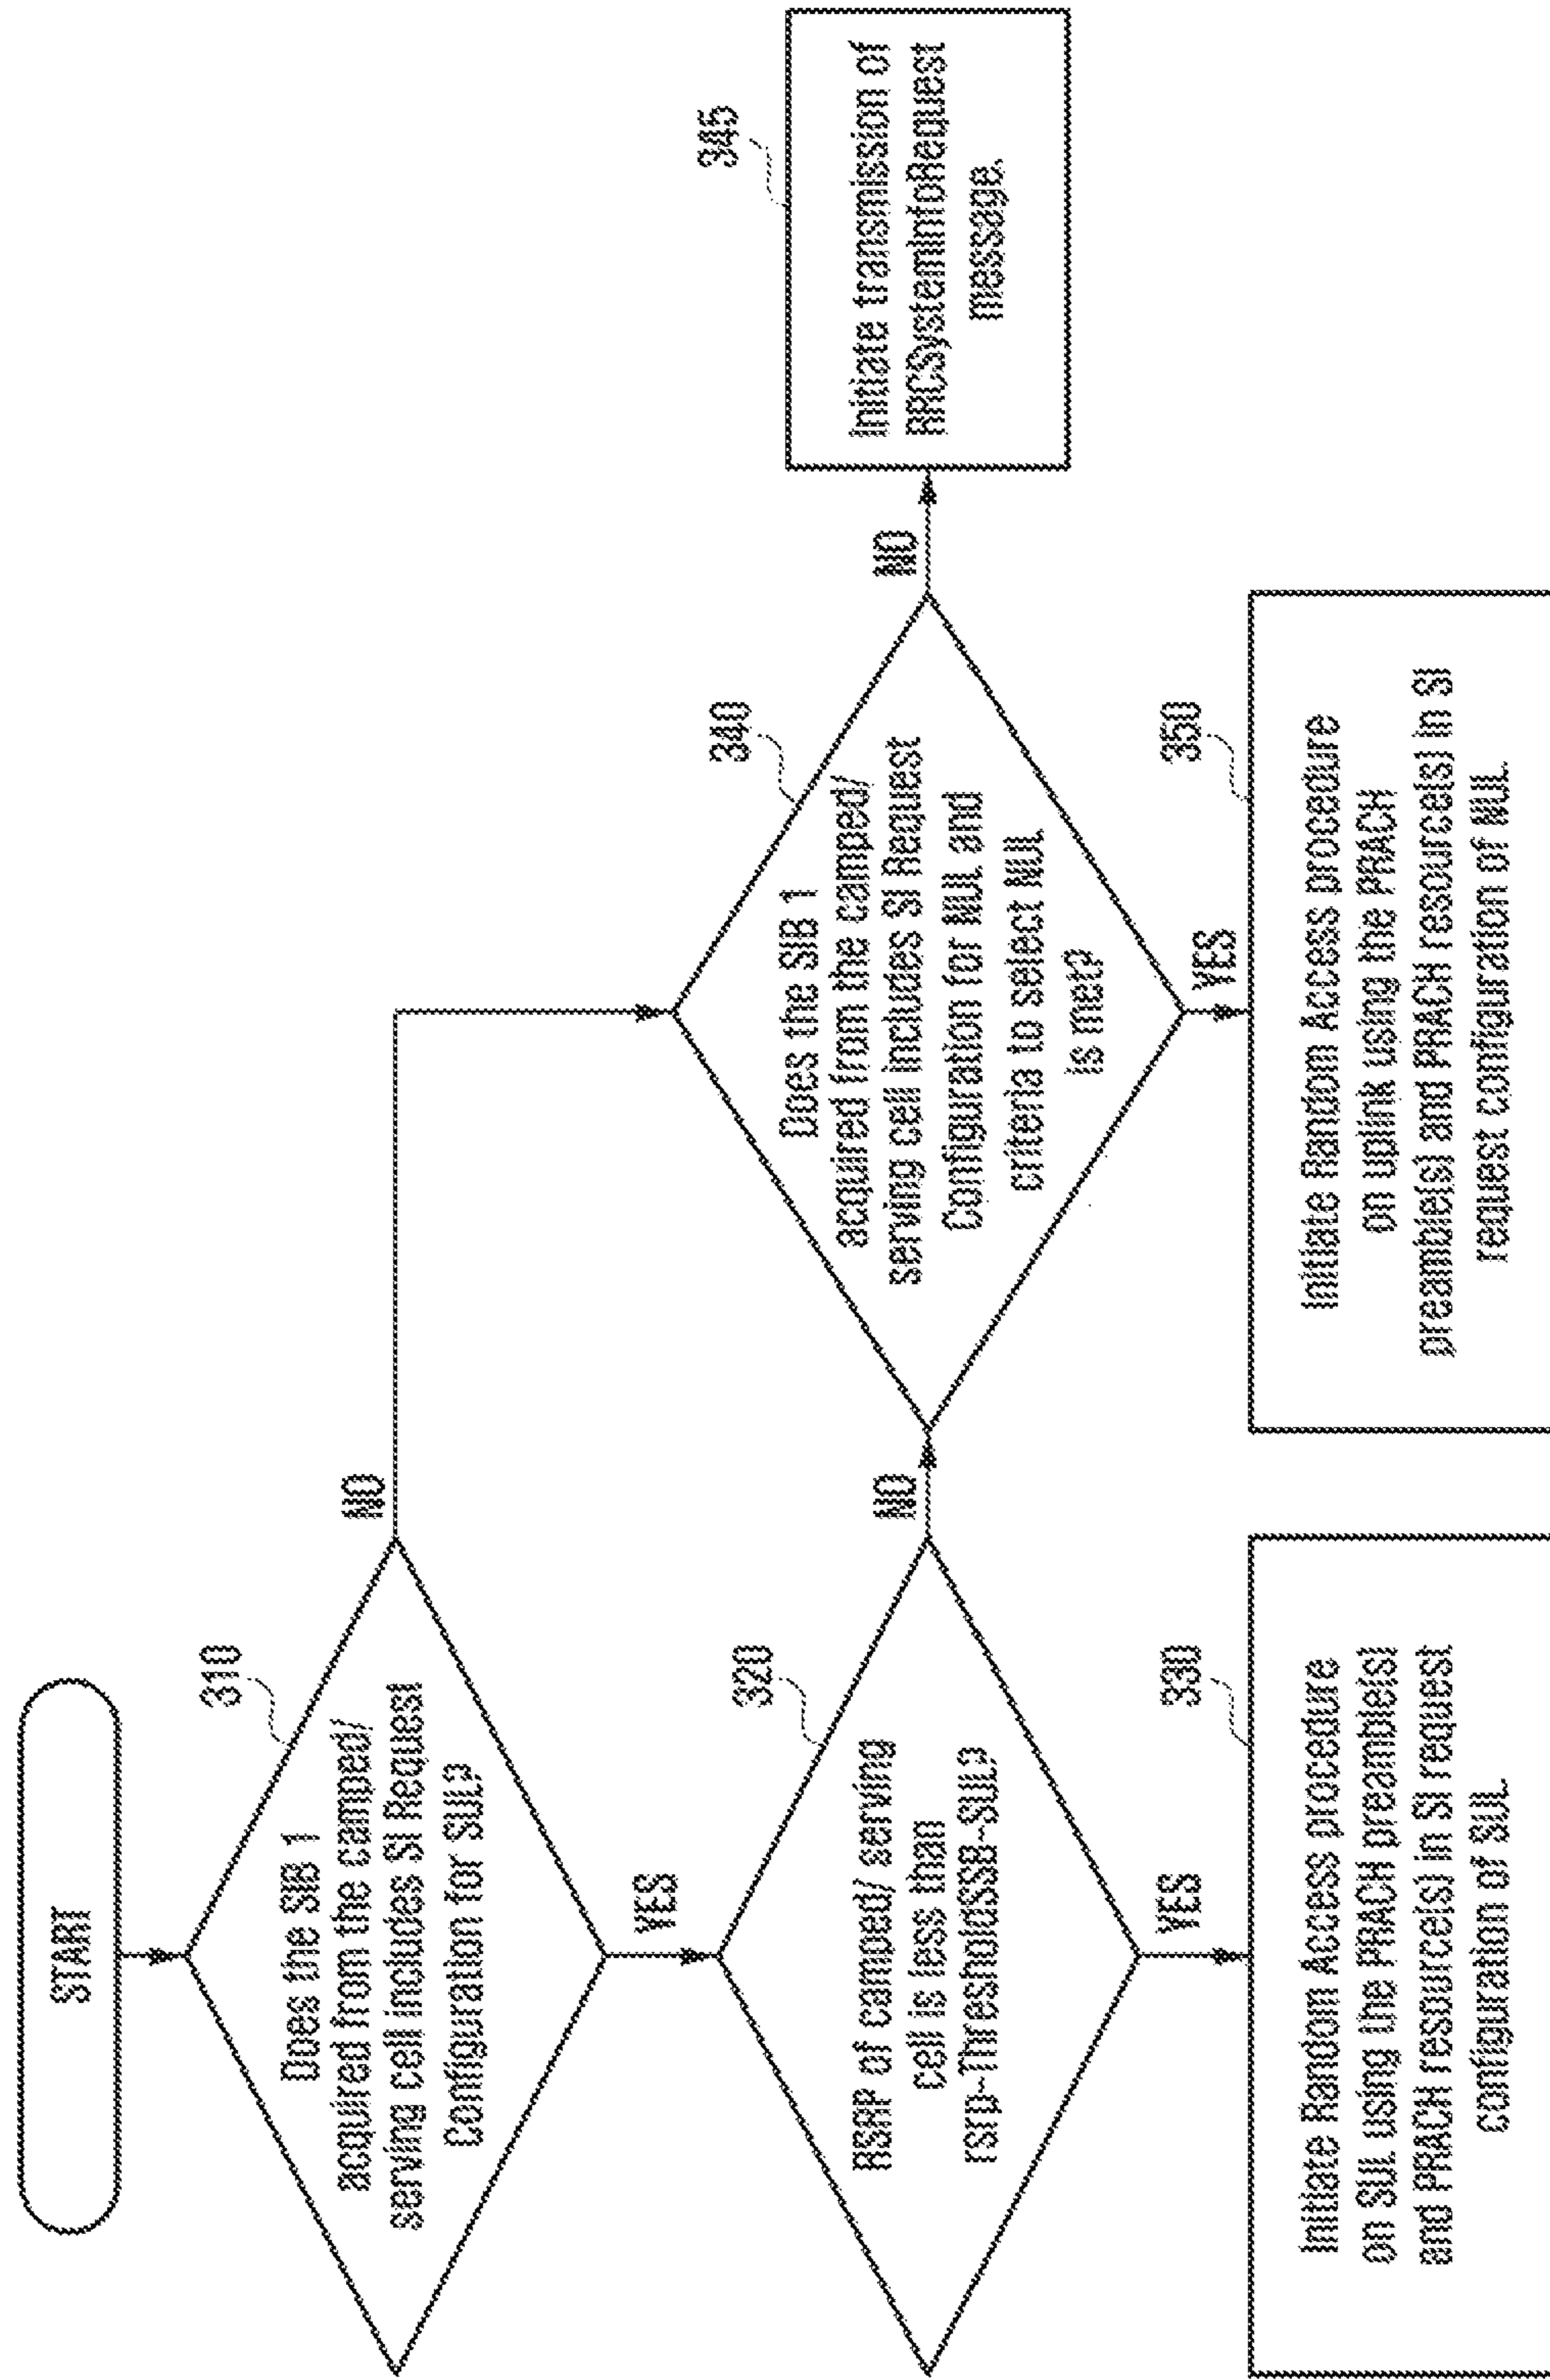 START
310
Does the SIB 1
acquired from the camped/
serving cell includes SI Request
Configuration for SUL?
NO
YES
320
RSRP of camped/ serving
cell is less than
rsrp-ThresholdSSB-SUL?
NO
YES
330
Initiate Random Access procedure
on SUL using the PRACH preamble(s)
and PRACH resource(s) in SI request
configuration of SUL.
340
Does the SIB 1
acquired from the camped/
serving cell includes SI Request
Configuration for NUL and
criteria to select NUL
is met?
NO
YES
345
Initiate transmission of
RRCSystemInfoRequest
message.
350
Initiate Random Access procedure
on uplink using the PRACH
preamble(s) and PRACH resource(s) in SI
request configuration of NUL.